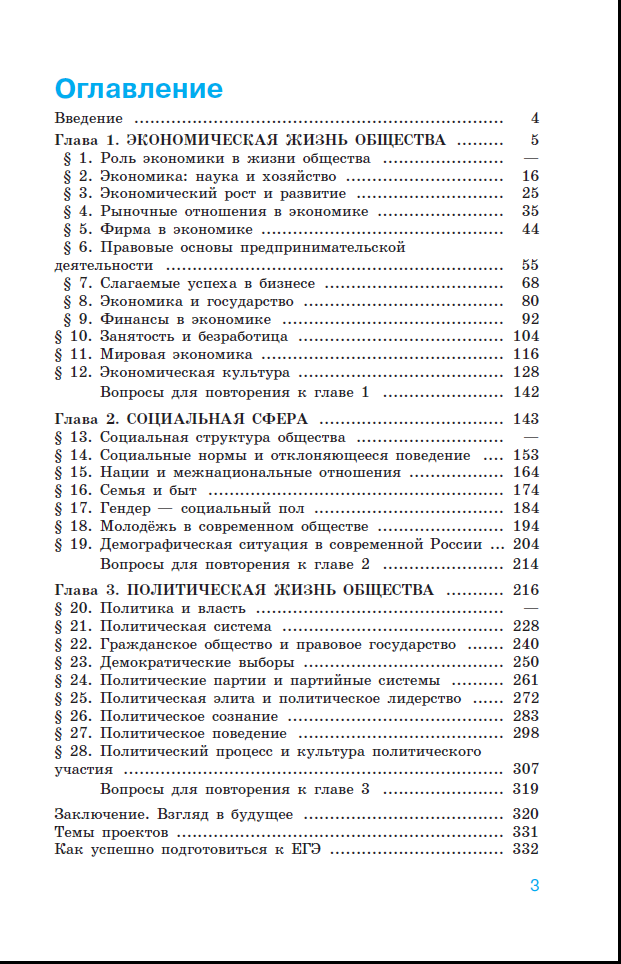 Оглавление
Введение ........ 4
Глава 1. ЭКОНОМИЧЕСКАЯ ЖИЗНЬ ОБЩЕСТВА ........ 5
§ 1. Роль экономики в жизни общества ........ —
§ 2. Экономика: наука и хозяйство ........ 16
§ 3. Экономический рост и развитие ........ 25
§ 4. Рыночные отношения в экономике ........ 35
§ 5. Фирма в экономике ........ 44
§ 6. Правовые основы предпринимательской
деятельности ........ 55
§ 7. Слагаемые успеха в бизнесе ........ 68
§ 8. Экономика и государство ........ 80
§ 9. Финансы в экономике ........ 92
§ 10. Занятость и безработица ........ 104
§ 11. Мировая экономика ........ 116
§ 12. Экономическая культура ........ 128
Вопросы для повторения к главе 1 ........ 142
Глава 2. СОЦИАЛЬНАЯ СФЕРА ........ 143
§ 13. Социальная структура общества ........ —
§ 14. Социальные нормы и отклоняющееся поведение .... 153
§ 15. Нации и межнациональные отношения ........ 164
§ 16. Семья и быт ........ 174
§ 17. Гендер — социальный пол ........ 184
§ 18. Молодёжь в современном обществе ........ 194
§ 19. Демографическая ситуация в современной России ... 204
Вопросы для повторения к главе 2 ........ 214
Глава 3. ПОЛИТИЧЕСКАЯ ЖИЗНЬ ОБЩЕСТВА ........ 216
§ 20. Политика и власть ........ —
§ 21. Политическая система ........ 228
§ 22. Гражданское общество и правовое государство ....... 240
§ 23. Демократические выборы ........ 250
§ 24. Политические партии и партийные системы ........ 261
§ 25. Политическая элита и политическое лидерство ...... 272
§ 26. Политическое сознание ........ 283
§ 27. Политическое поведение ........ 298
§ 28. Политический процесс и культура политического
участия ........ 307
Вопросы для повторения к главе 3 ........ 319
Заключение. Взгляд в будущее ........ 320
Темы проектов ........ 331
Как успешно подготовиться к ЕГЭ ........ 332
3